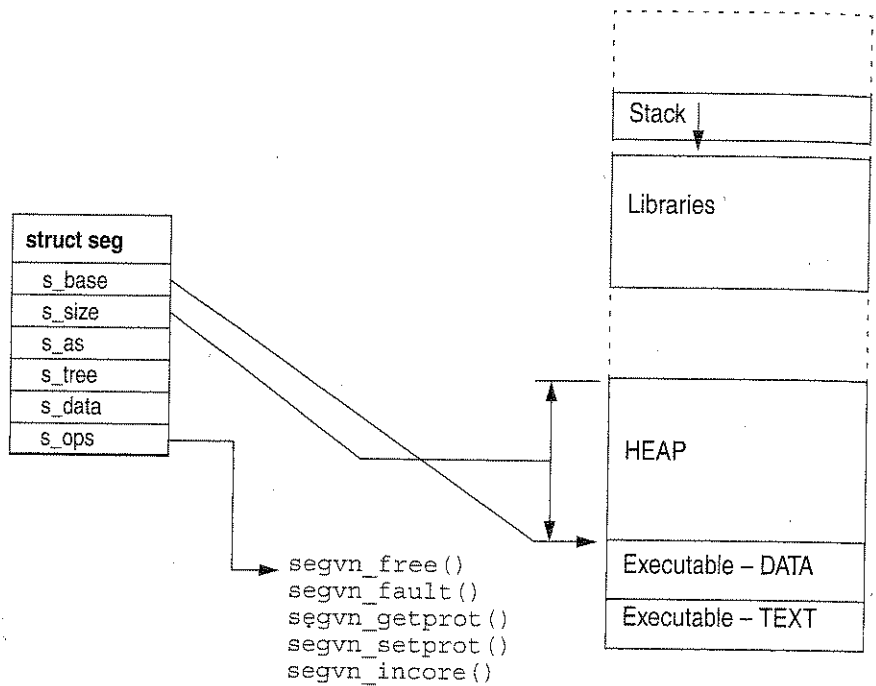 struct seg
s_base
s_size
s_as
s_tree
s_data
s_ops
segvn_free()
segvn_fault()
segvn_getprot()
segvn_setprot()
segvn_incore()
Stack
Libraries
HEAP
Executable – DATA
Executable – TEXT